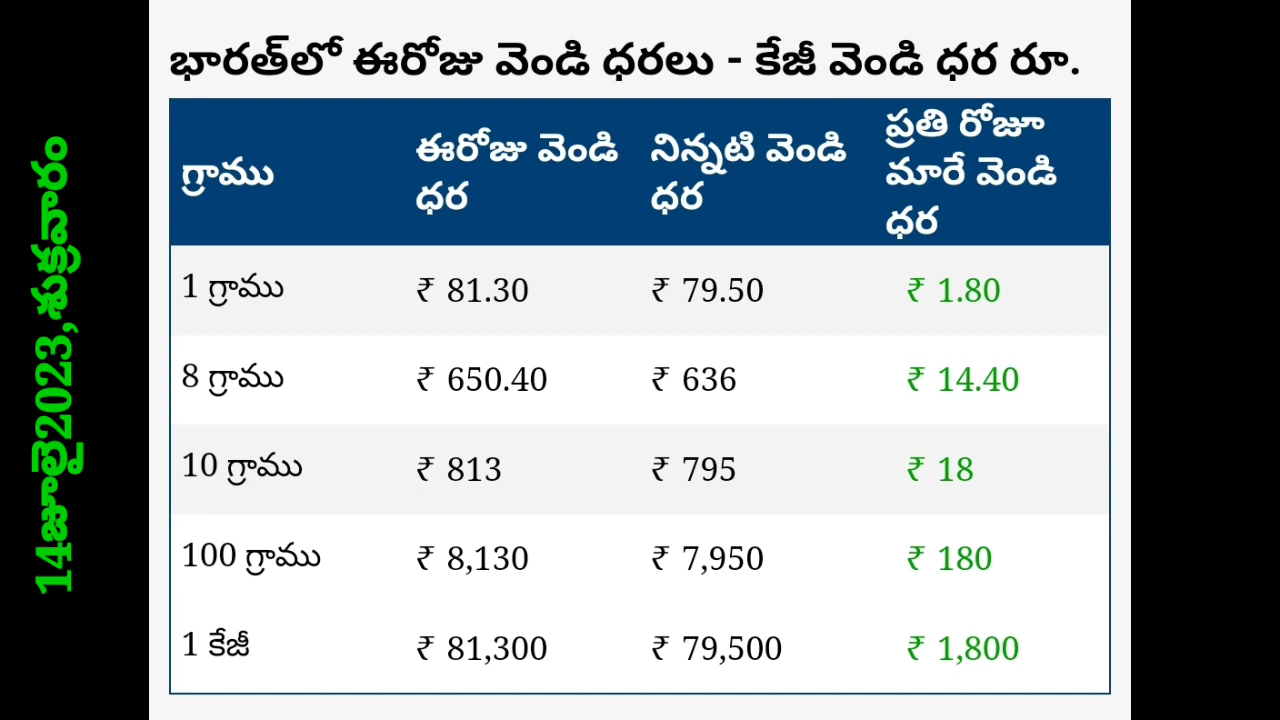 14జూలై2023,శుక్రవారం
భారత్‌లో ఈరోజు వెండి ధరలు - కేజీ వెండి ధర రూ.
గ్రాము ఈరోజు వెండి ధర నిన్నటి వెండి ధర ప్రతి రోజూ మారే వెండి ధర
1 గ్రాము ₹ 81.30 ₹ 79.50 ₹ 1.80
8 గ్రాము ₹ 650.40 ₹ 636 ₹ 14.40
10 గ్రాము ₹ 813 ₹ 795 ₹ 18
100 గ్రాము ₹ 8,130 ₹ 7,950 ₹ 180
1 కేజీ ₹ 81,300 ₹ 79,500 ₹ 1,800